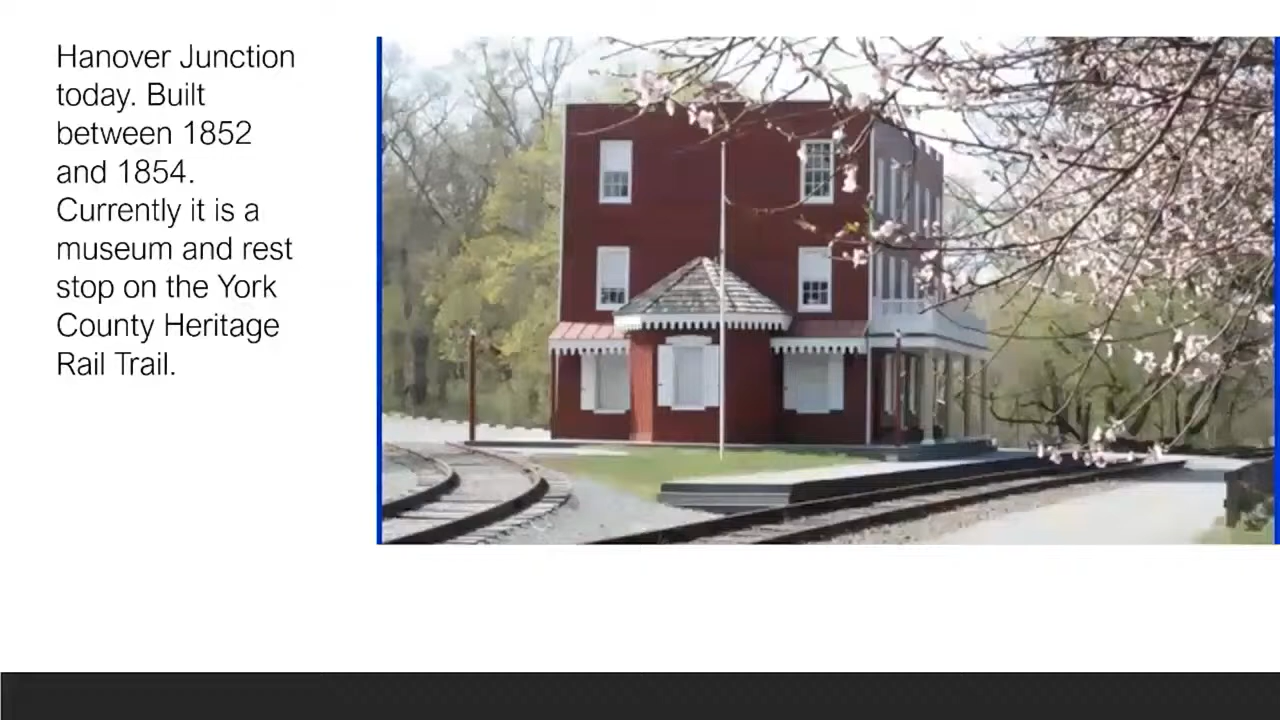 Hanover Junction
today. Built
between 1852
and 1854.
Currently it is a
museum and rest
stop on the York
County Heritage
Rail Trail.